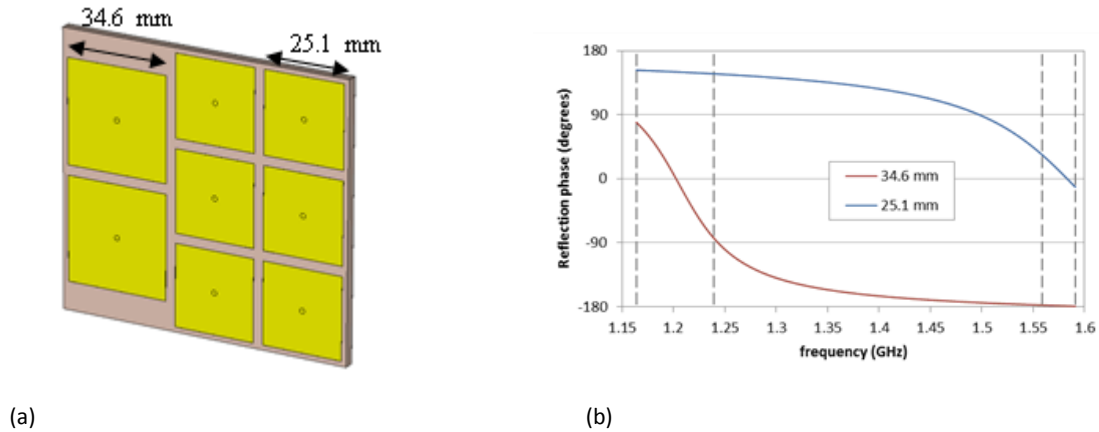 34.6 mm
25.1 mm
180
90
0
-90
-180
Reflection phase (degrees)
34.6 mm
25.1 mm
1.15 1.2 1.25 1.3 1.35 1.4 1.45 1.5 1.55 1.6
frequency (GHz)
(a) (b)